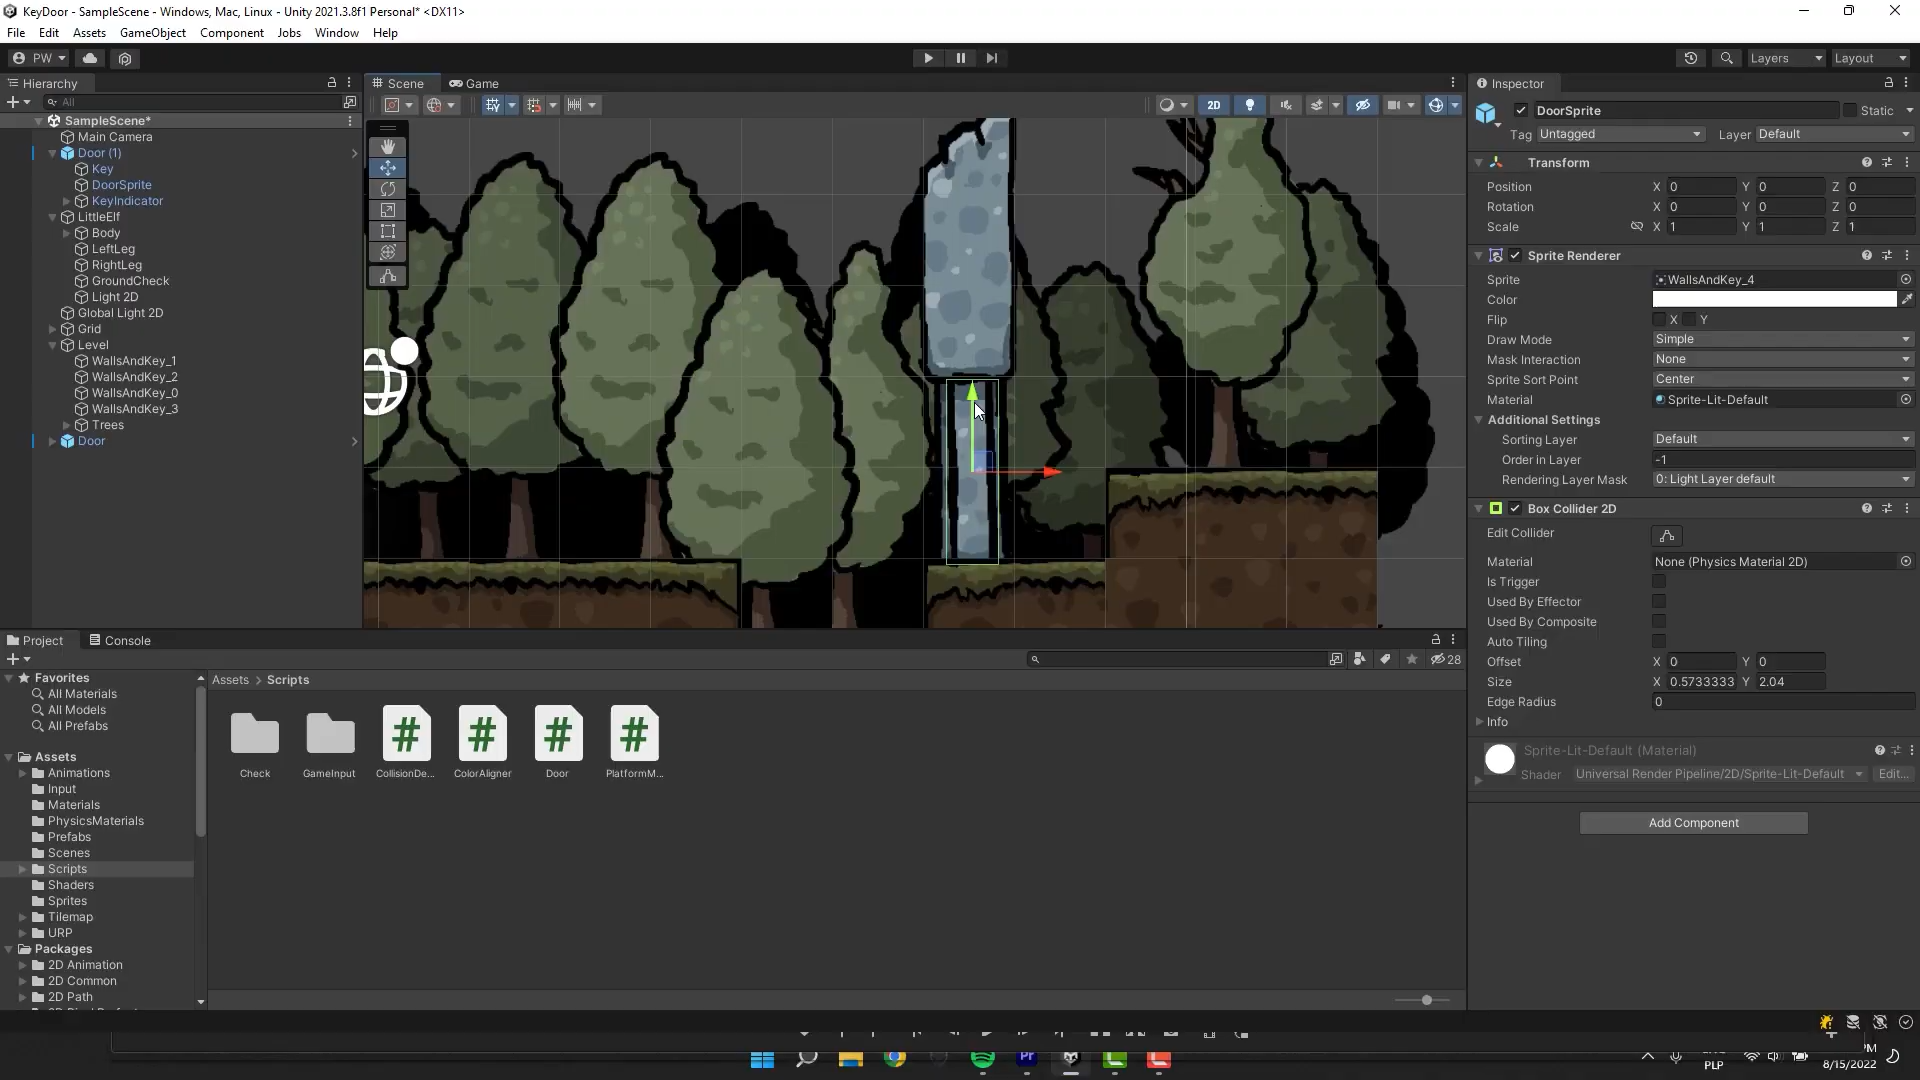 KeyDoor - SampleScene - Windows, Mac, Linux - Unity 2021.3.8f1 Personal* <DX11>
File Edit Assets GameObject Component Jobs Window Help
PW Layers Layout
Hierarchy
All
SampleScene*
Main Camera
Door (1)
Key
DoorSprite
KeyIndicator
LittleElf
Body
LeftLeg
RightLeg
GroundCheck
Light 2D
Global Light 2D
Grid
Level
WallsAndKey_1
WallsAndKey_2
WallsAndKey_0
WallsAndKey_3
Trees
Door
Scene Game
2D
Inspector
DoorSprite Static
Tag Untagged Layer Default
Transform
Position X 0 Y 0 Z 0
Rotation X 0 Y 0 Z 0
Scale X 1 Y 1 Z 1
Sprite Renderer
Sprite WallsAndKey_4
Color
Flip X Y
Draw Mode Simple
Mask Interaction None
Sprite Sort Point Center
Material Sprite-Lit-Default
Additional Settings
Sorting Layer Default
Order in Layer -1
Rendering Layer Mask 0: Light Layer default
Box Collider 2D
Edit Collider
Material None (Physics Material 2D)
Is Trigger
Used By Effector
Used By Composite
Auto Tiling
Offset X 0 Y 0
Size X 0.5733333 Y 2.04
Edge Radius 0
Info
Sprite-Lit-Default (Material)
Shader Universal Render Pipeline/2D/Sprite-Lit-Default Edit...
Add Component
Project Console
28
Favorites
All Materials
All Models
All Prefabs
Assets
Animations
Input
Materials
PhysicsMaterials
Prefabs
Scenes
Scripts
Shaders
Sprites
Tilemap
URP
Packages
2D Animation
2D Common
2D Path
Assets > Scripts
Check GameInput CollisionDe... ColorAligner Door PlatformM...
Pr
PLP
8/15/2022